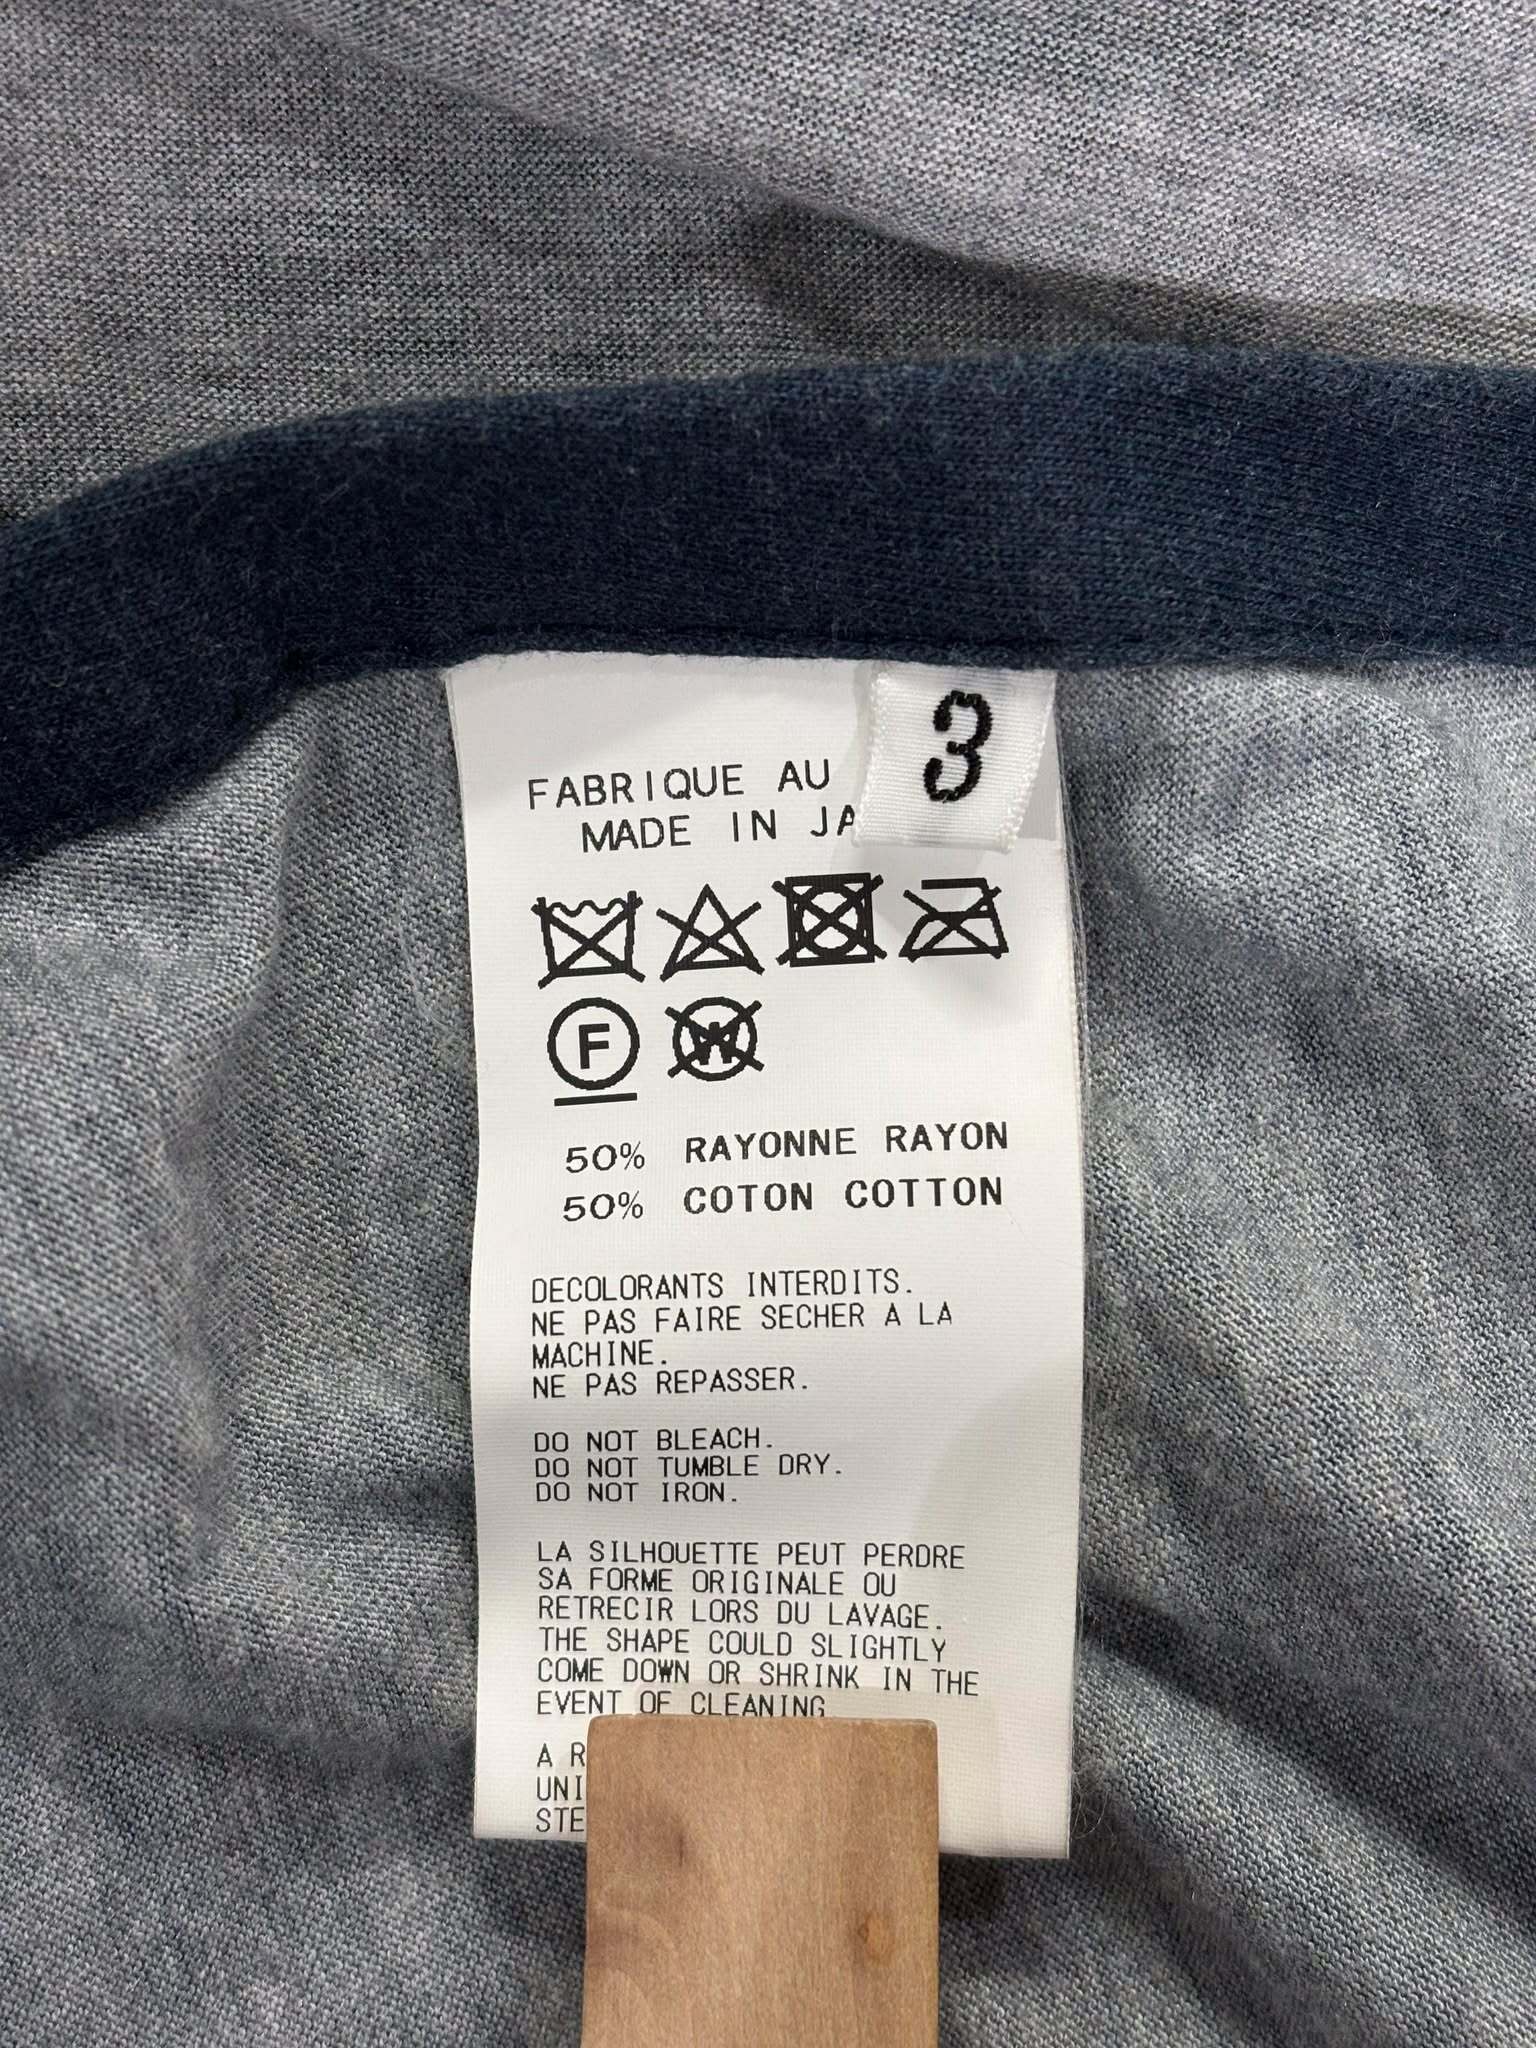 3
FABRIQUE AU
MADE IN
F
W
50% RAYONNE RAYON
50% COTON COTTON
DECOLORANTS INTERDITS.
NE PAS FAIRE SECHER A LA
MACHINE.
NE PAS REPASSER.
DO NOT BLEACH.
DO NOT TUMBLE DRY.
DO NOT IRON.
LA SILHOUETTE PEUT PERDRE
SA FORME ORIGINALE OU
RETRECIR LORS DU LAVAGE.
THE SHAPE COULD SLIGHTLY
COME DOWN OR SHRINK IN THE
EVENT OF CLEANING.
A